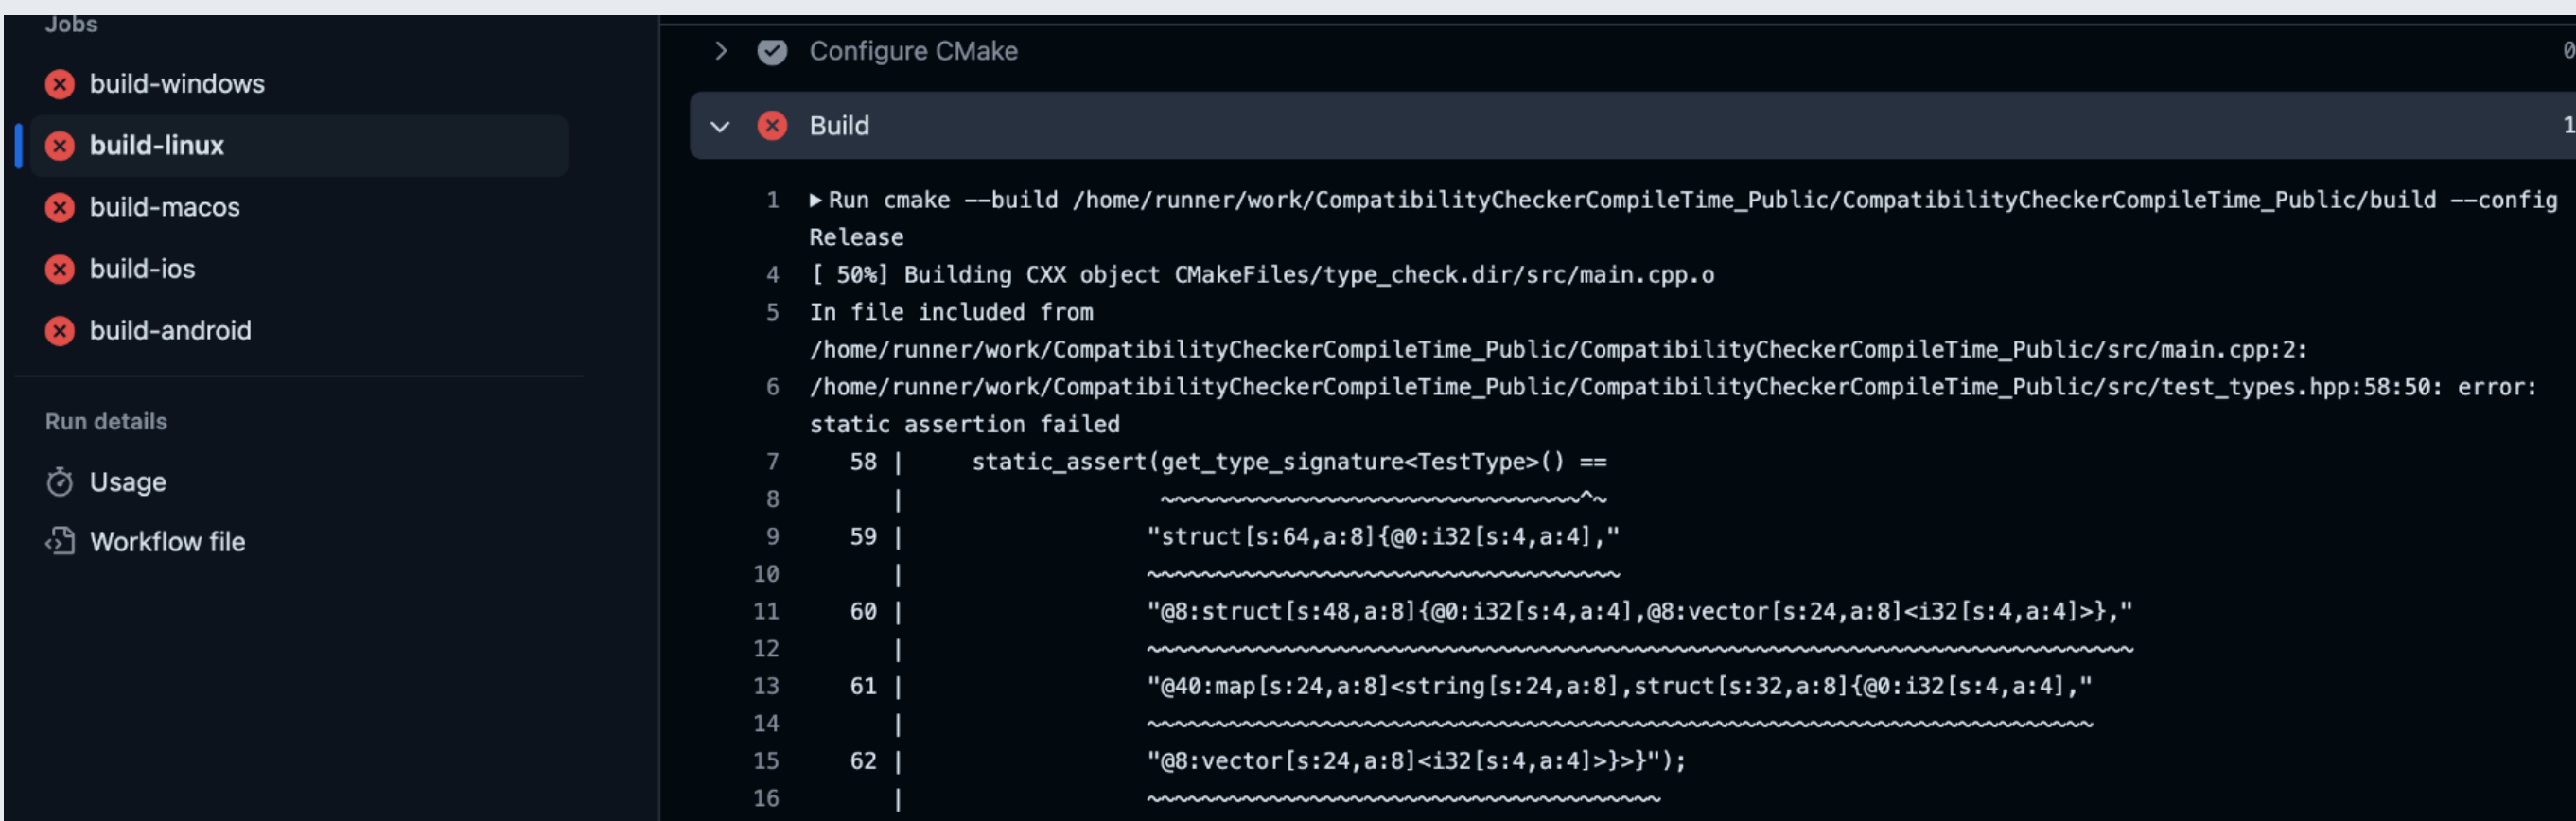 Jobs
build-windows
build-linux
build-macos
build-ios
build-android
Run details
Usage
Workflow file
Configure CMake 0
Build 1
1 Run cmake --build /home/runner/work/CompatibilityCheckerCompileTime_Public/CompatibilityCheckerCompileTime_Public/build --config
Release
4 [ 50%] Building CXX object CMakeFiles/type_check.dir/src/main.cpp.o
5 In file included from
/home/runner/work/CompatibilityCheckerCompileTime_Public/CompatibilityCheckerCompileTime_Public/src/main.cpp:2:
6 /home/runner/work/CompatibilityCheckerCompileTime_Public/CompatibilityCheckerCompileTime_Public/src/test_types.hpp:58:50: error:
static assertion failed
7 58 | static_assert(get_type_signature<TestType>() ==
8 | ~~~~~~~~~~~~~~~~~~~~~~~~~~~~~~~^~
9 59 | "struct[s:64,a:8]{@0:i32[s:4,a:4],"
10 | ~~~~~~~~~~~~~~~~~~~~~~~~~~~~~~~~~~~
11 60 | "@8:struct[s:48,a:8]{@0:i32[s:4,a:4],@8:vector[s:24,a:8]<i32[s:4,a:4]>},"
12 | ~~~~~~~~~~~~~~~~~~~~~~~~~~~~~~~~~~~~~~~~~~~~~~~~~~~~~~~~~~~~~~~~~~~~~~~~~
13 61 | "@40:map[s:24,a:8]<string[s:24,a:8],struct[s:32,a:8]{@0:i32[s:4,a:4],"
14 | ~~~~~~~~~~~~~~~~~~~~~~~~~~~~~~~~~~~~~~~~~~~~~~~~~~~~~~~~~~~~~~~~~~~~~~
15 62 | "@8:vector[s:24,a:8]<i32[s:4,a:4]>}>}");
16 | ~~~~~~~~~~~~~~~~~~~~~~~~~~~~~~~~~~~~~~